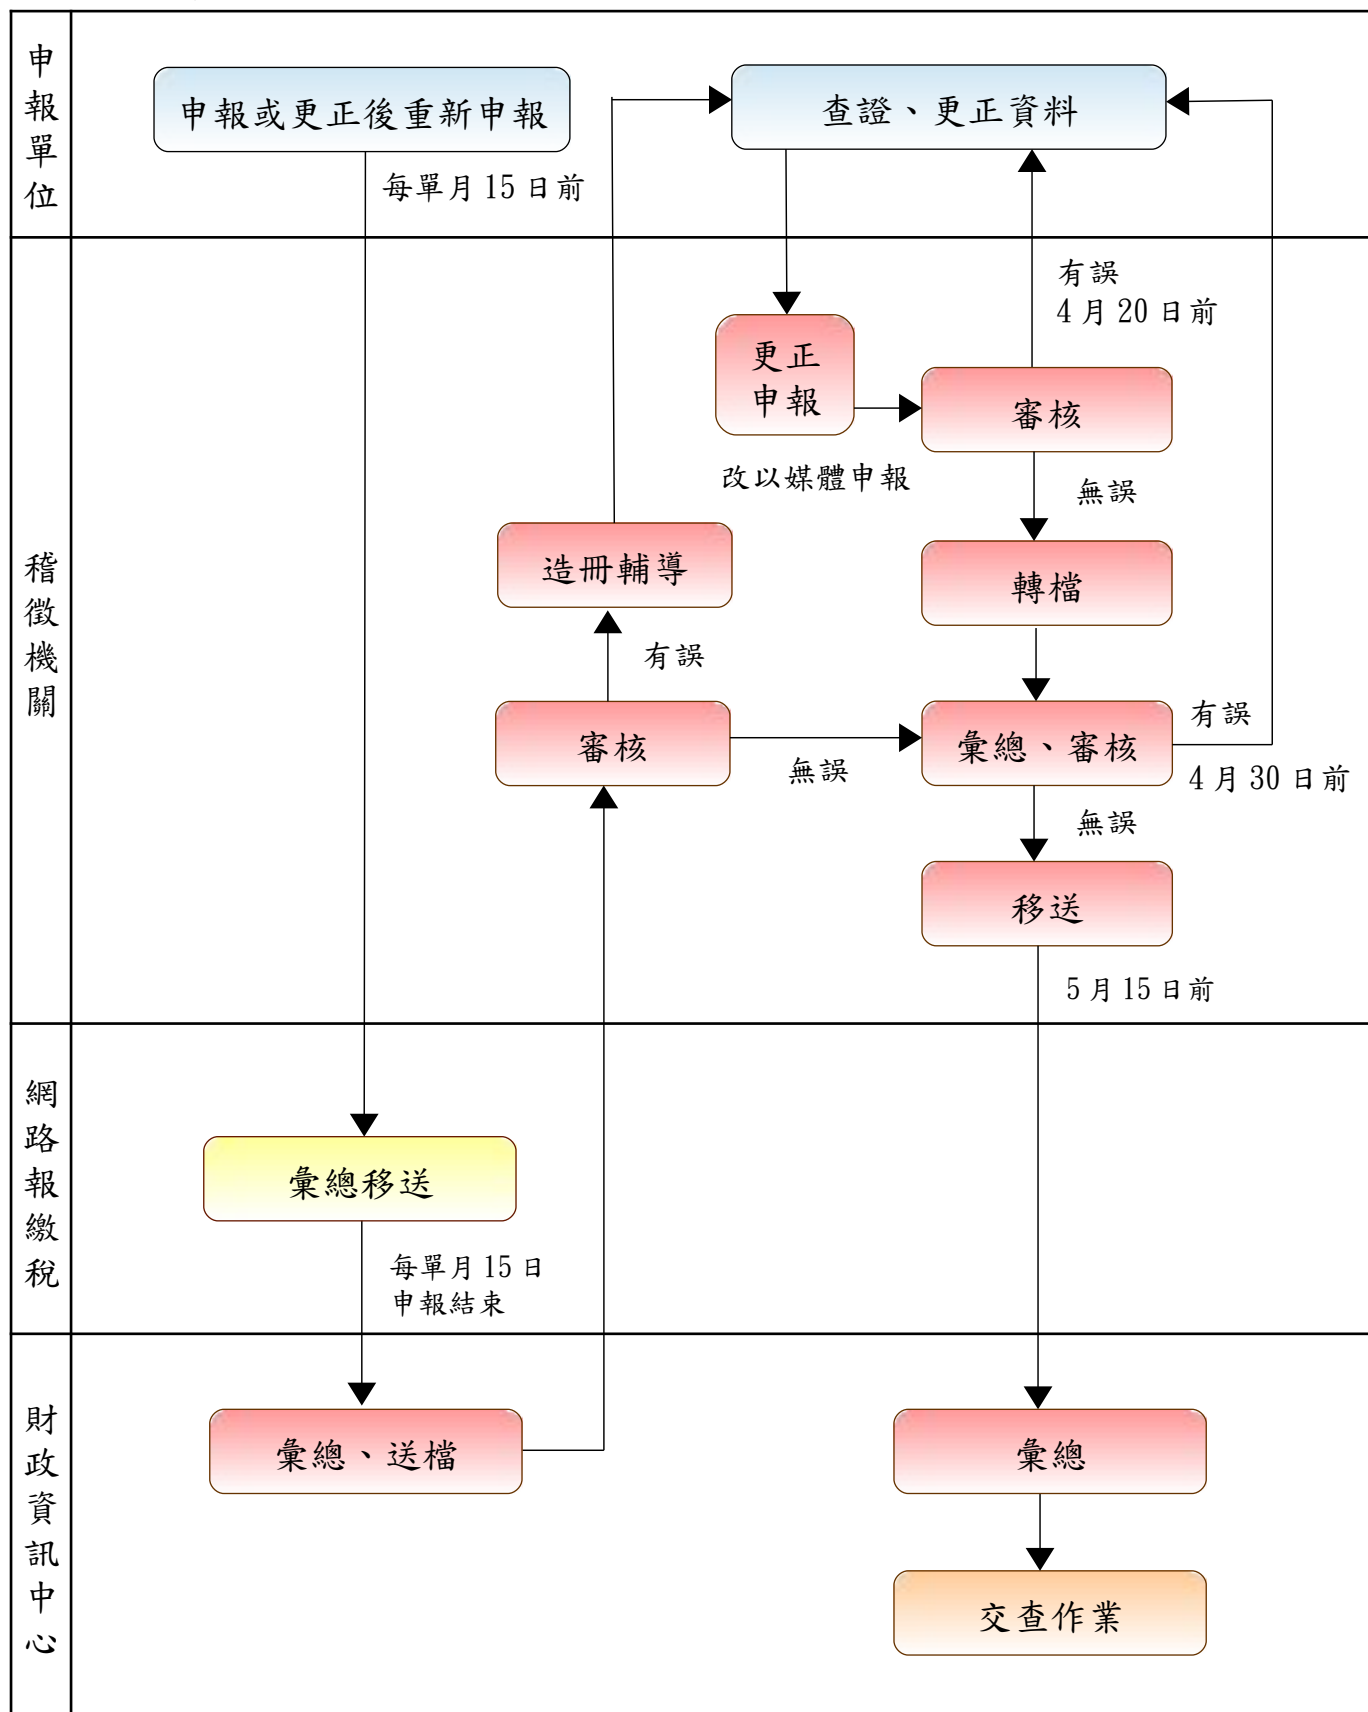 申報單位
申報或更正後重新申報
查證、更正資料
每單月15日前
稽徵機關
有誤
4月20日前
更正
申報
審核
改以媒體申報
無誤
造冊輔導
轉檔
有誤
審核
無誤
彙總、審核
有誤
4月30日前
無誤
移送
5月15日前
網路報繳稅
彙總移送
每單月15日
申報結束
財政資訊中心
彙總、送檔
彙總
交查作業